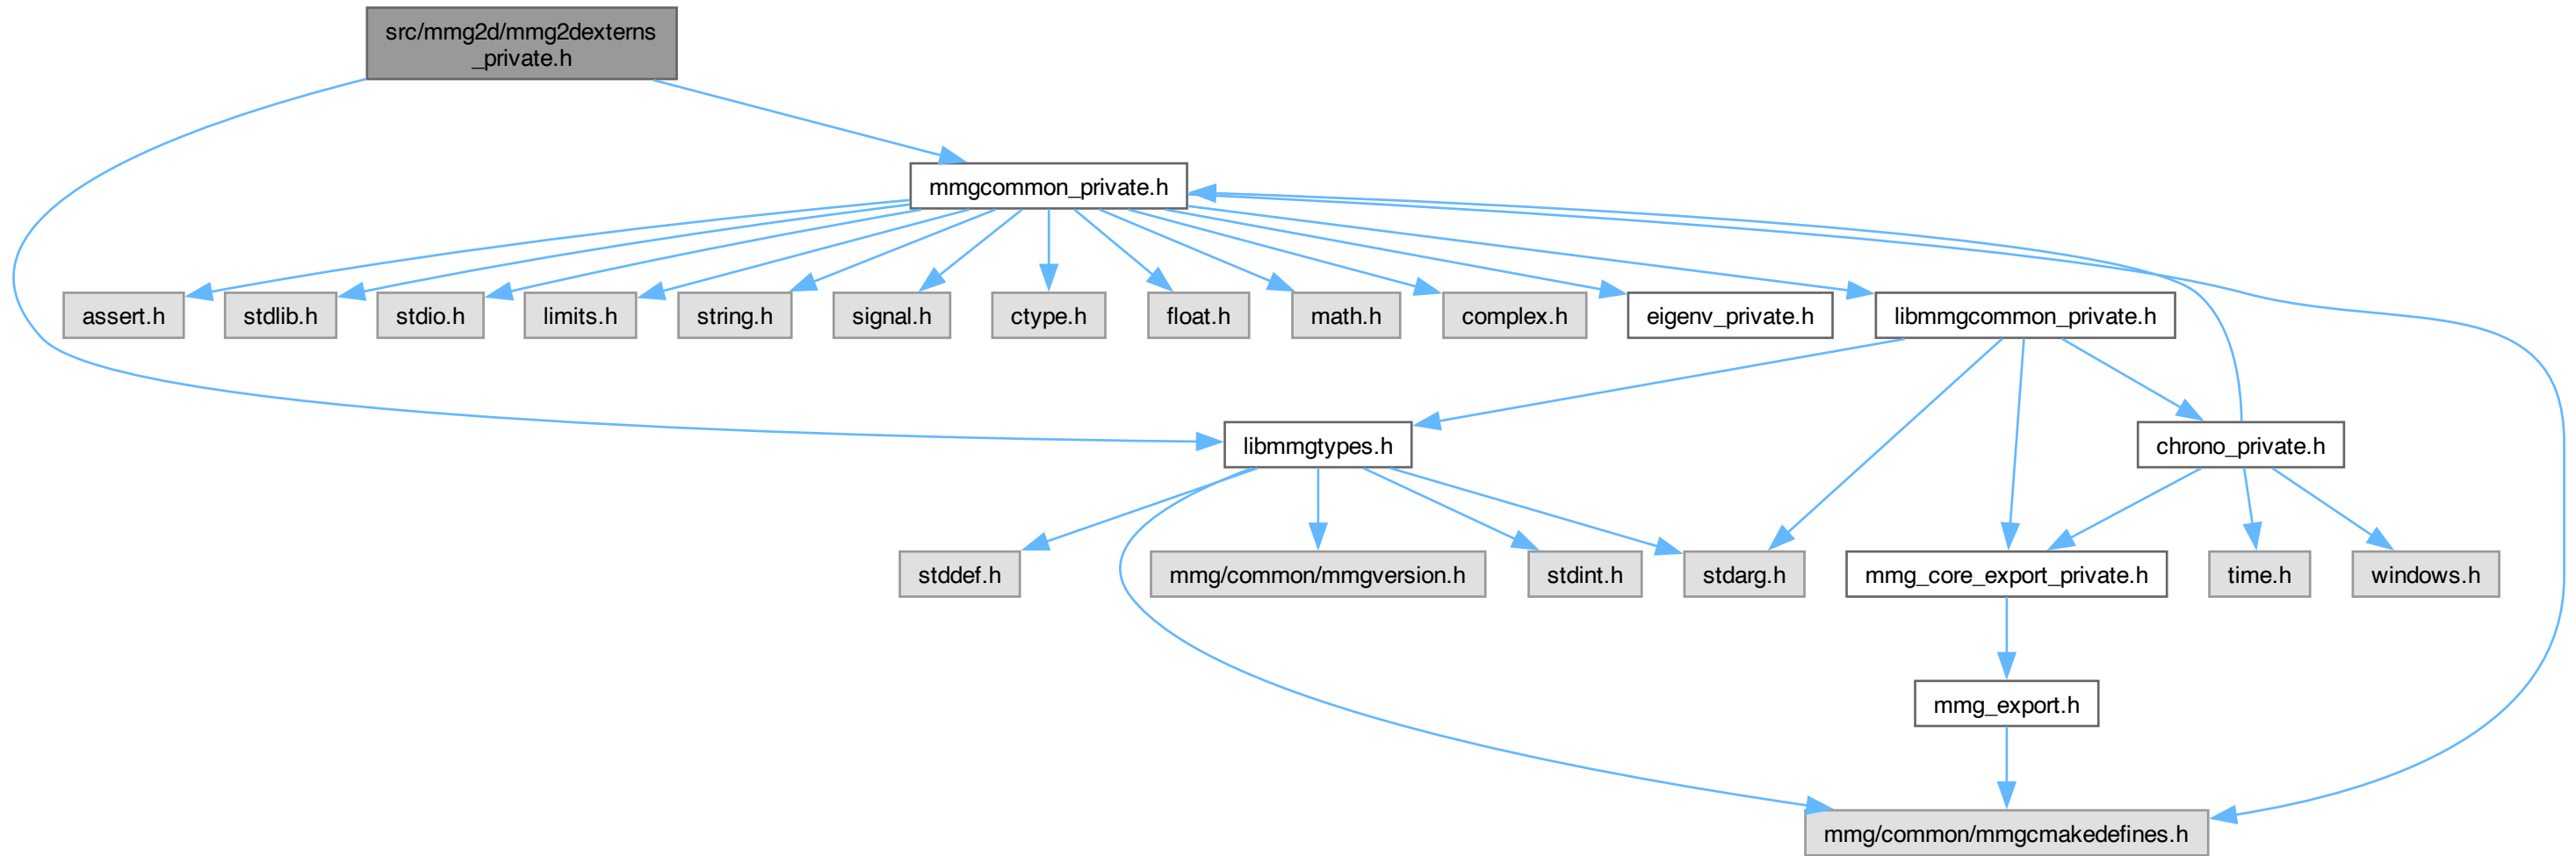 src/mmg2d/mmg2dexterns
_private.h
mmgcommon_private.h
assert.h
stdlib.h
stdio.h
limits.h
string.h
signal.h
ctype.h
float.h
math.h
complex.h
eigenv_private.h
libmmgcommon_private.h
libmmgtypes.h
chrono_private.h
stddef.h
mmg/common/mmgversion.h
stdint.h
stdarg.h
mmg_core_export_private.h
time.h
windows.h
mmg_export.h
mmg/common/mmgcmakedefines.h